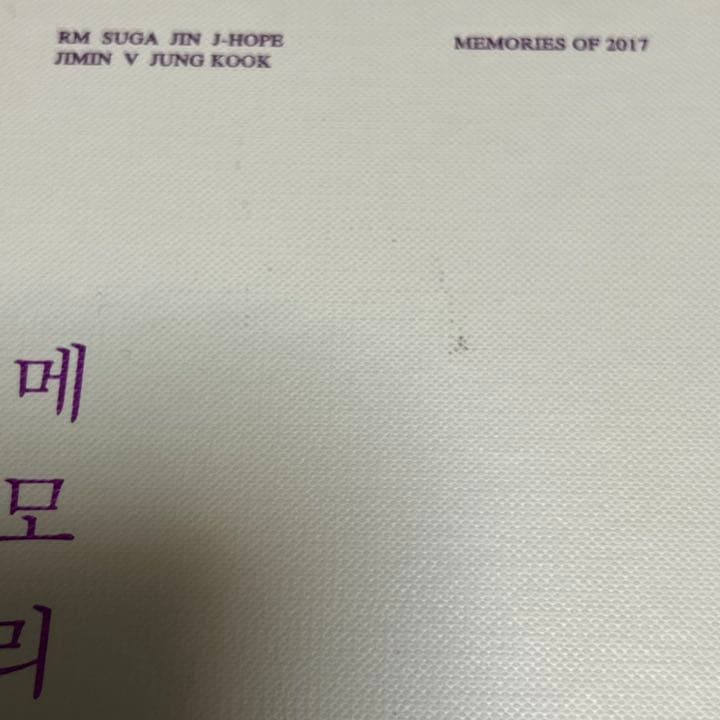 RM SUGA JIN J-HOPE
JIMIN V JUNG KOOK
MEMORIES OF 2017
메
모
리